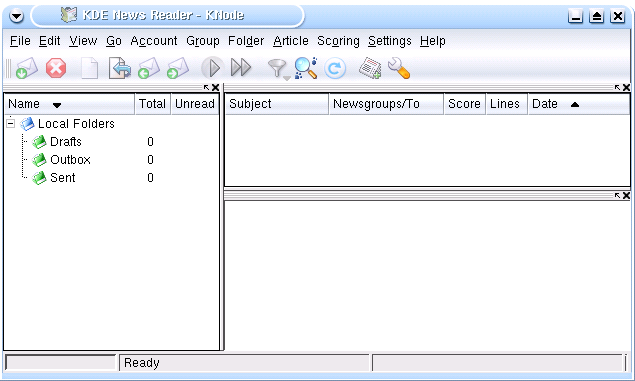 KDE News Reader - KNode
File Edit View Go Account Group Folder Article Scoring Settings Help
Name Total Unread
Local Folders
Drafts 0
Outbox 0
Sent 0
Subject Newsgroups/To Score Lines Date
Ready